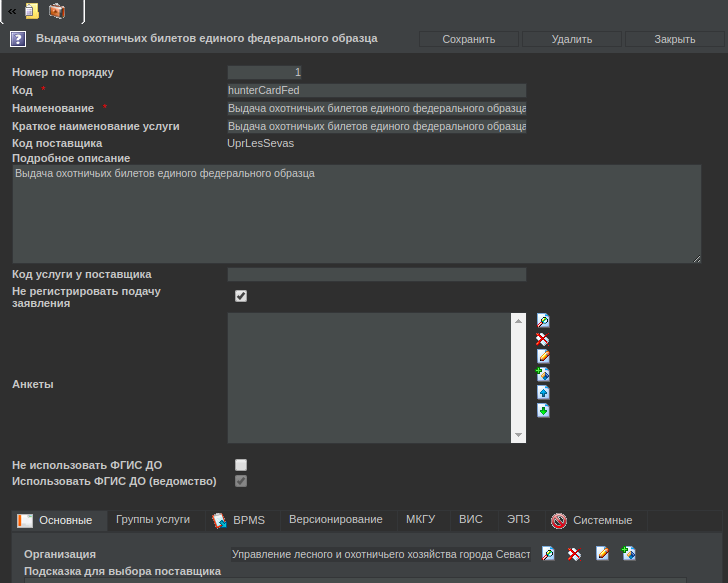 «
?
Выдача охотничьих билетов единого федерального образца
Сохранить
Удалить
Закрыть
Номер по порядку
1
Код *
hunterCardFed
Наименование *
Выдача охотничьих билетов единого федерального образца
Краткое наименование услуги
Выдача охотничьих билетов единого федерального образца
Код поставщика
UprLesSevas
Подробное описание
Выдача охотничьих билетов единого федерального образца
Код услуги у поставщика
Не регистрировать подачу
заявления
Анкеты
Не использовать ФГИС ДО
Использовать ФГИС ДО (ведомство)
Основные
Группы услуги
BPMS
Версионирование
МКГУ
ВИС
ЭПЗ
Системные
Организация
Управление лесного и охотничьего хозяйства города Севаст
Подсказка для выбора поставщика